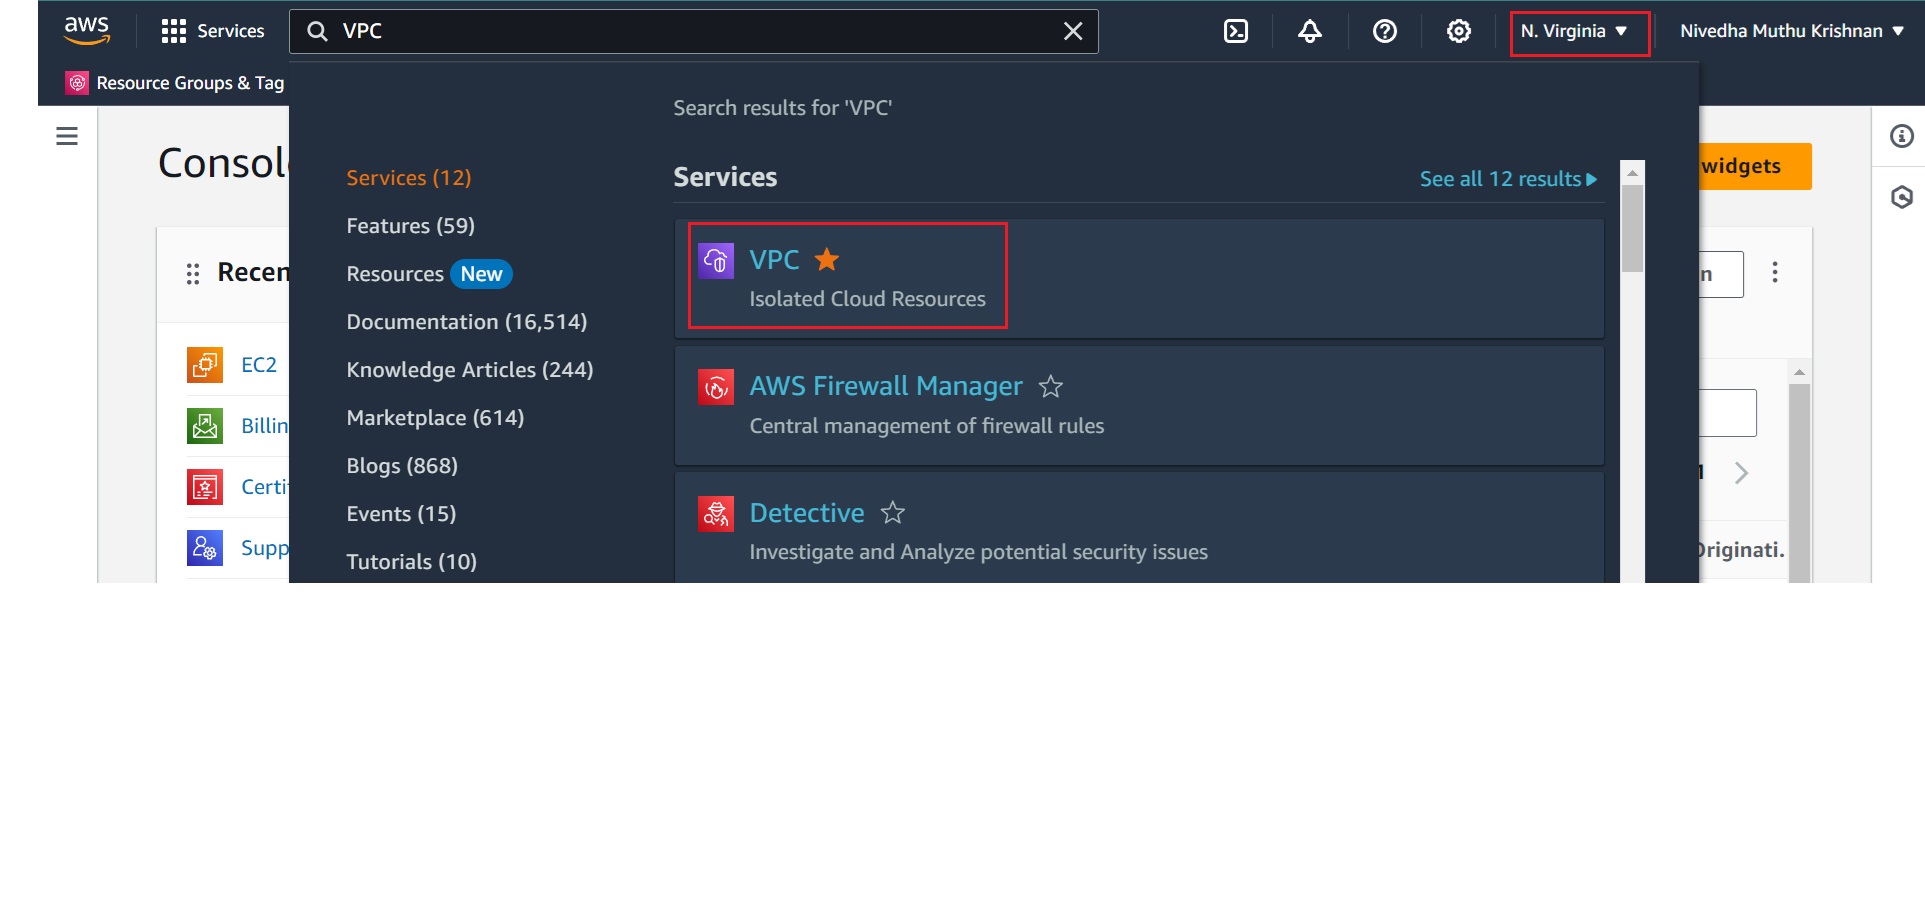 aws
Services
VPC
N. Virginia
Nivedha Muthu Krishnan
Resource Groups & Tag
Search results for 'VPC'
Services (12)
Features (59)
Resources New
Documentation (16,514)
Knowledge Articles (244)
Marketplace (614)
Blogs (868)
Events (15)
Tutorials (10)
Services
See all 12 results
VPC
Isolated Cloud Resources
AWS Firewall Manager
Central management of firewall rules
Detective
Investigate and Analyze potential security issues
Consol
Recen
EC2
Billin
Certi
Supp
widgets
n
Originati.